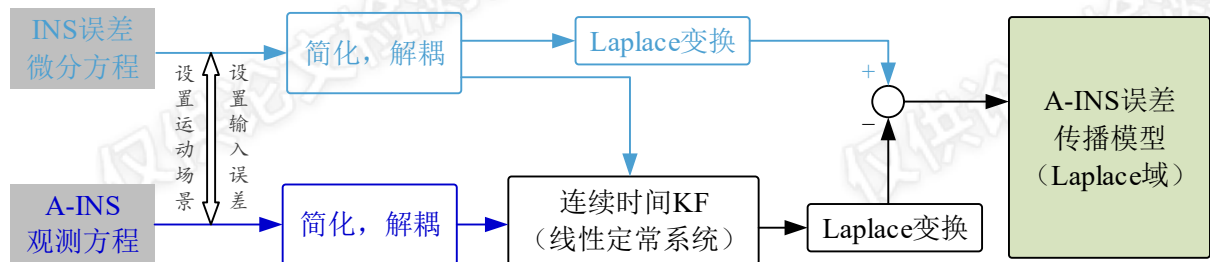 INS误差
微分方程
设置运动场景
设置输入误差
简化，解耦
Laplace变换
+
−
A-INS误差
传播模型
（Laplace域）
A-INS
观测方程
简化，解耦
连续时间KF
（线性定常系统）
Laplace变换